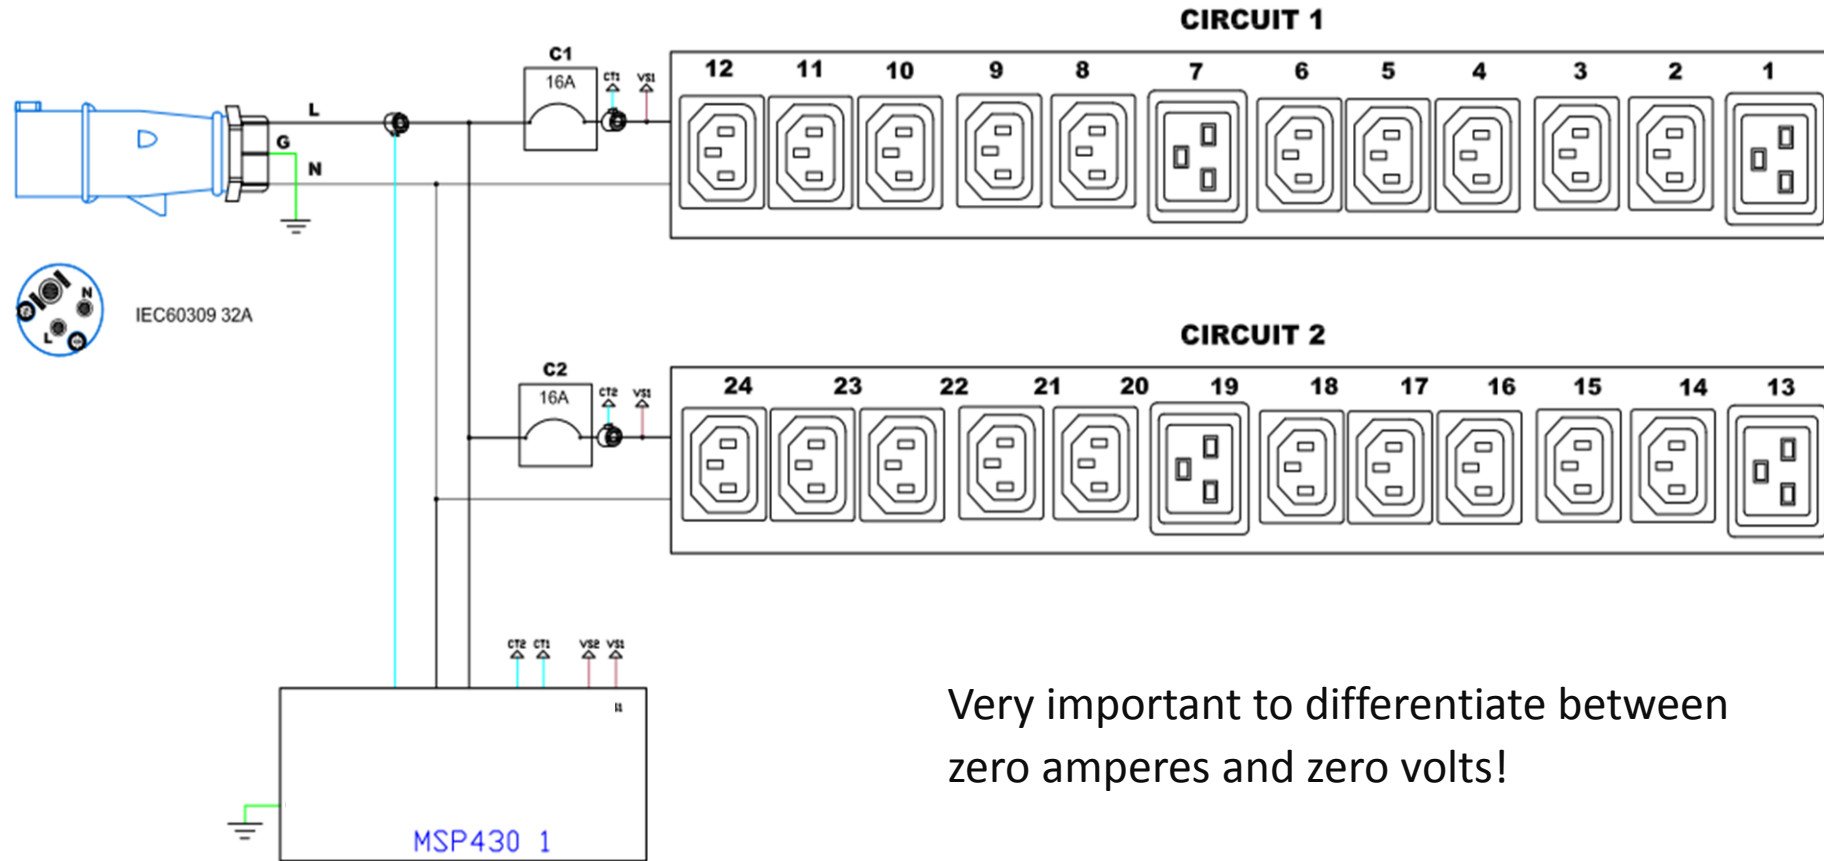 CIRCUIT 1
C1
16A
CT1
VS1
12 11 10 9 8 7 6 5 4 3 2 1
L
G
N
N
L
IEC60309 32A
CIRCUIT 2
C2
16A
CT2
VS1
24 23 22 21 20 19 18 17 16 15 14 13
CT2 CT1 VS2 VS1
Very important to differentiate between
zero amperes and zero volts!
MSP430 1